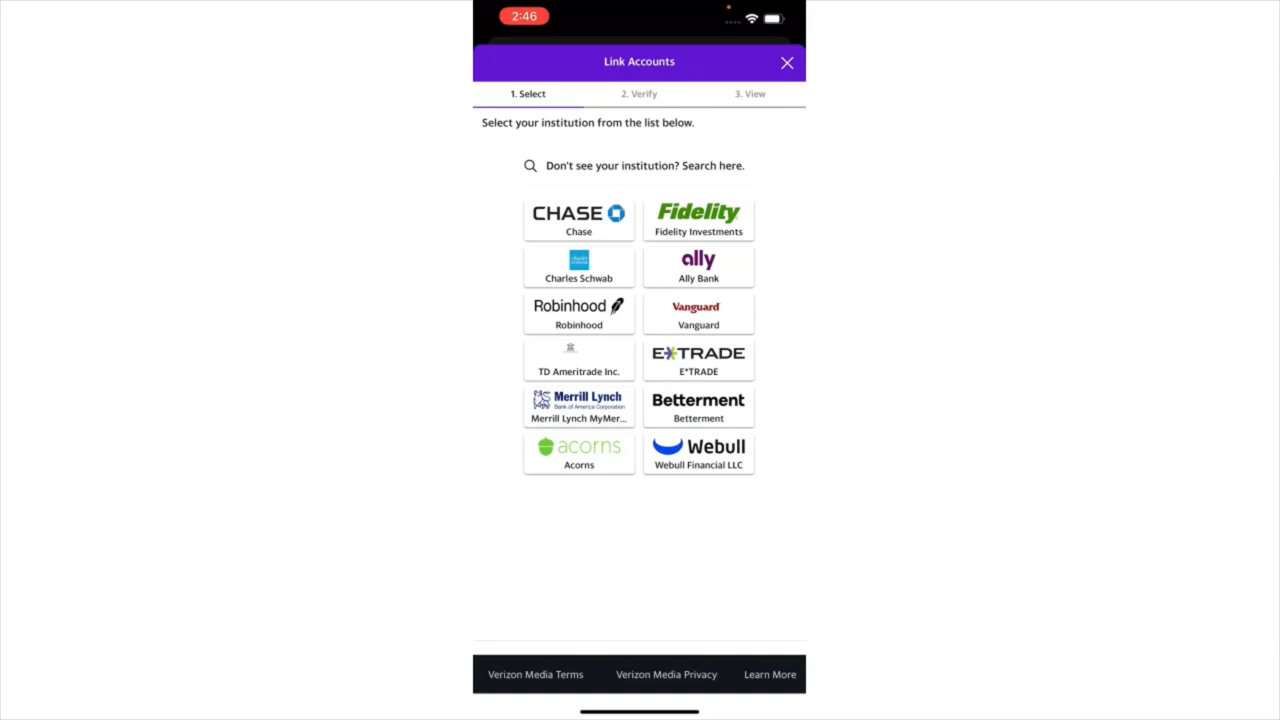 2:46
Link Accounts
1. Select
2. Verify
3. View
Select your institution from the list below.
Don't see your institution? Search here.
CHASE
Chase
Fidelity
Fidelity Investments
Charles Schwab
ally
Ally Bank
Robinhood
Robinhood
Vanguard
Vanguard
TD Ameritrade Inc.
E*TRADE
E*TRADE
Merrill Lynch
Bank of America Corporation
Merrill Lynch MyMer...
Betterment
Betterment
acorns
Acorns
Webull
Webull Financial LLC
Verizon Media Terms
Verizon Media Privacy
Learn More